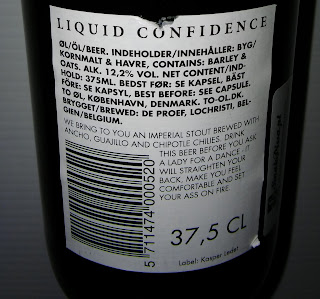 LIQUID CONFIDENCE
ØL/ÖL/BEER. INDEHOLDER/INNEHÅLLER: BYG/
KORNMALT & HAVRE, CONTAINS: BARLEY &
OATS. ALK. 12,2% VOL. NET CONTENT/IND-
HOLD: 375ML. BEDST FØR: SE KAPSEL, BÄST
FÖRE: SE KAPSYL, BEST BEFORE: SEE CAPSULE.
TO ØL· KØBENHAVN, DENMARK. TO-OL.DK.
BRYGGET/BREWED: DE PROEF, LOCHRISTI, BEL-
GIEN/BELGIUM.
WE BRING TO YOU AN IMPERIAL STOUT BREWED WITH
ANCHO, GUAJILLO AND CHIPOTLE CHILIES. DRINK
THIS BEER BEFORE YOU ASK
A LADY FOR A DANCE, IT
WILL STRAIGHTEN YOUR
BACK, MAKE YOU FEEL
COMFORTABLE AND SET
YOUR ASS ON FIRE.
5 711474 000520
37,5 CL
Label: Kasper Ledet